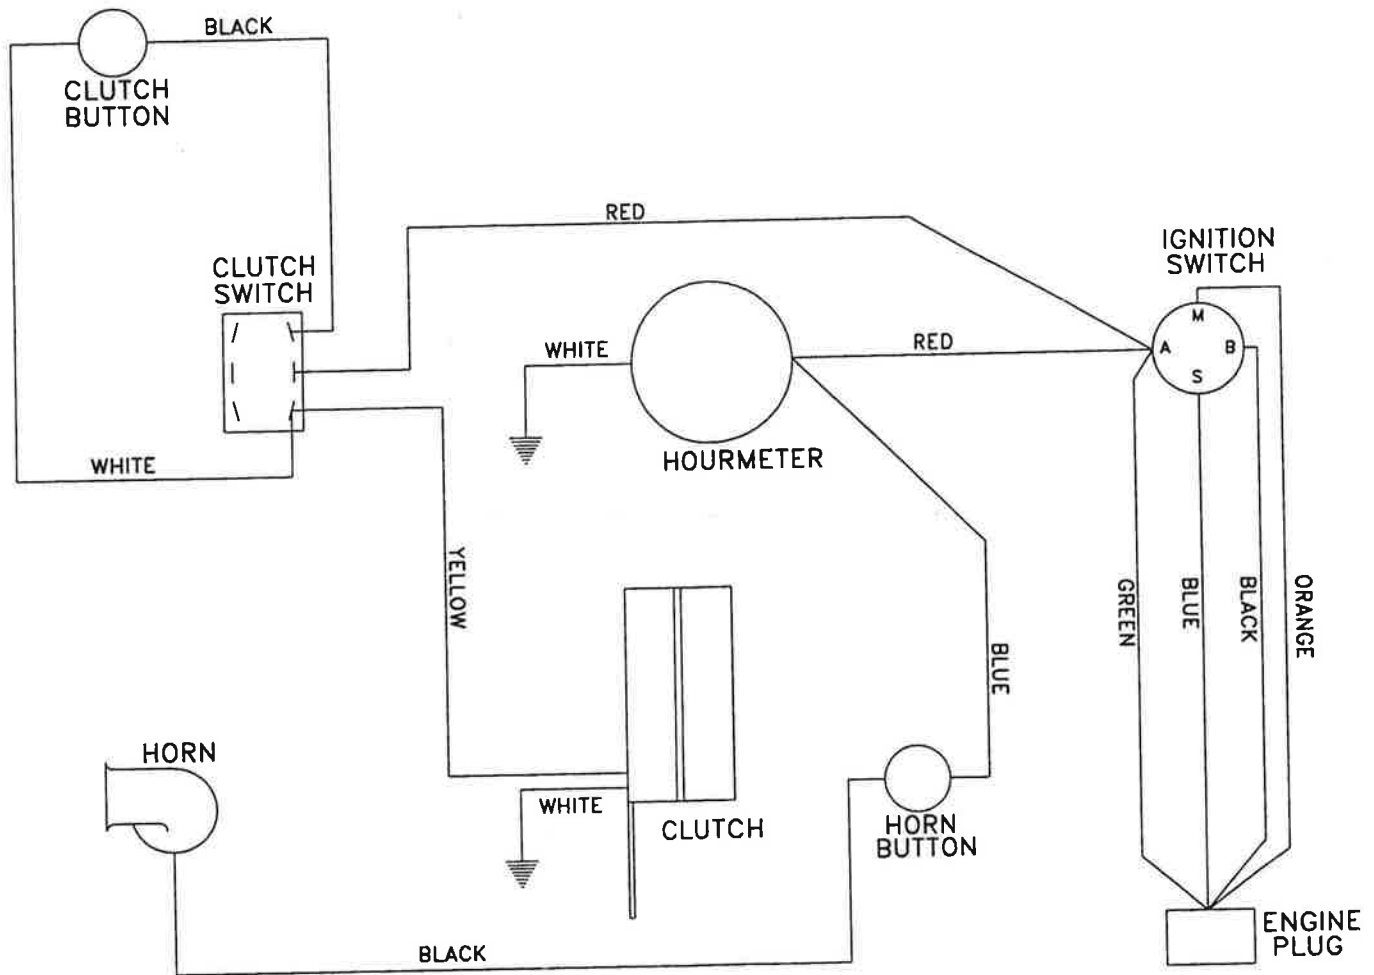 BLACK
CLUTCH
BUTTON
RED
IGNITION
SWITCH
CLUTCH
SWITCH
M
A
B
S
WHITE
RED
HOURMETER
WHITE
YELLOW
GREEN
BLUE
BLACK
ORANGE
BLUE
HORN
WHITE
CLUTCH
HORN
BUTTON
BLACK
ENGINE
PLUG